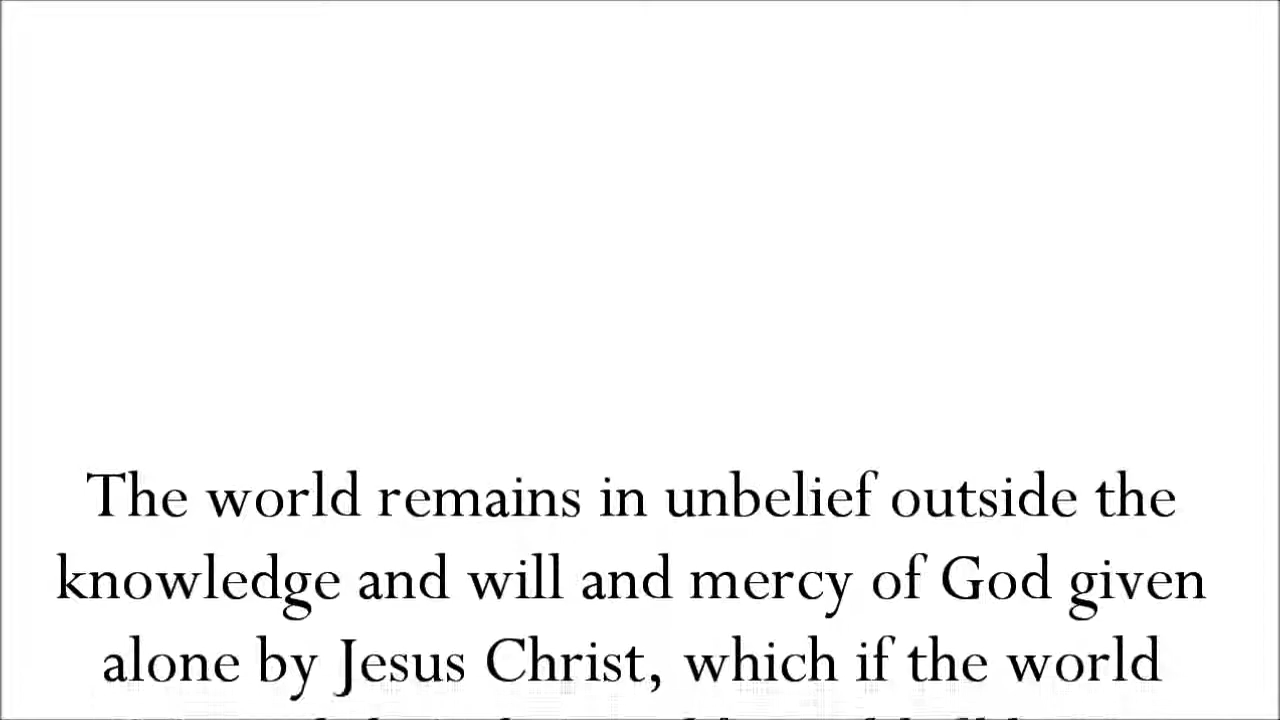 The world remains in unbelief outside the
knowledge and will and mercy of God given
alone by Jesus Christ, which if the world